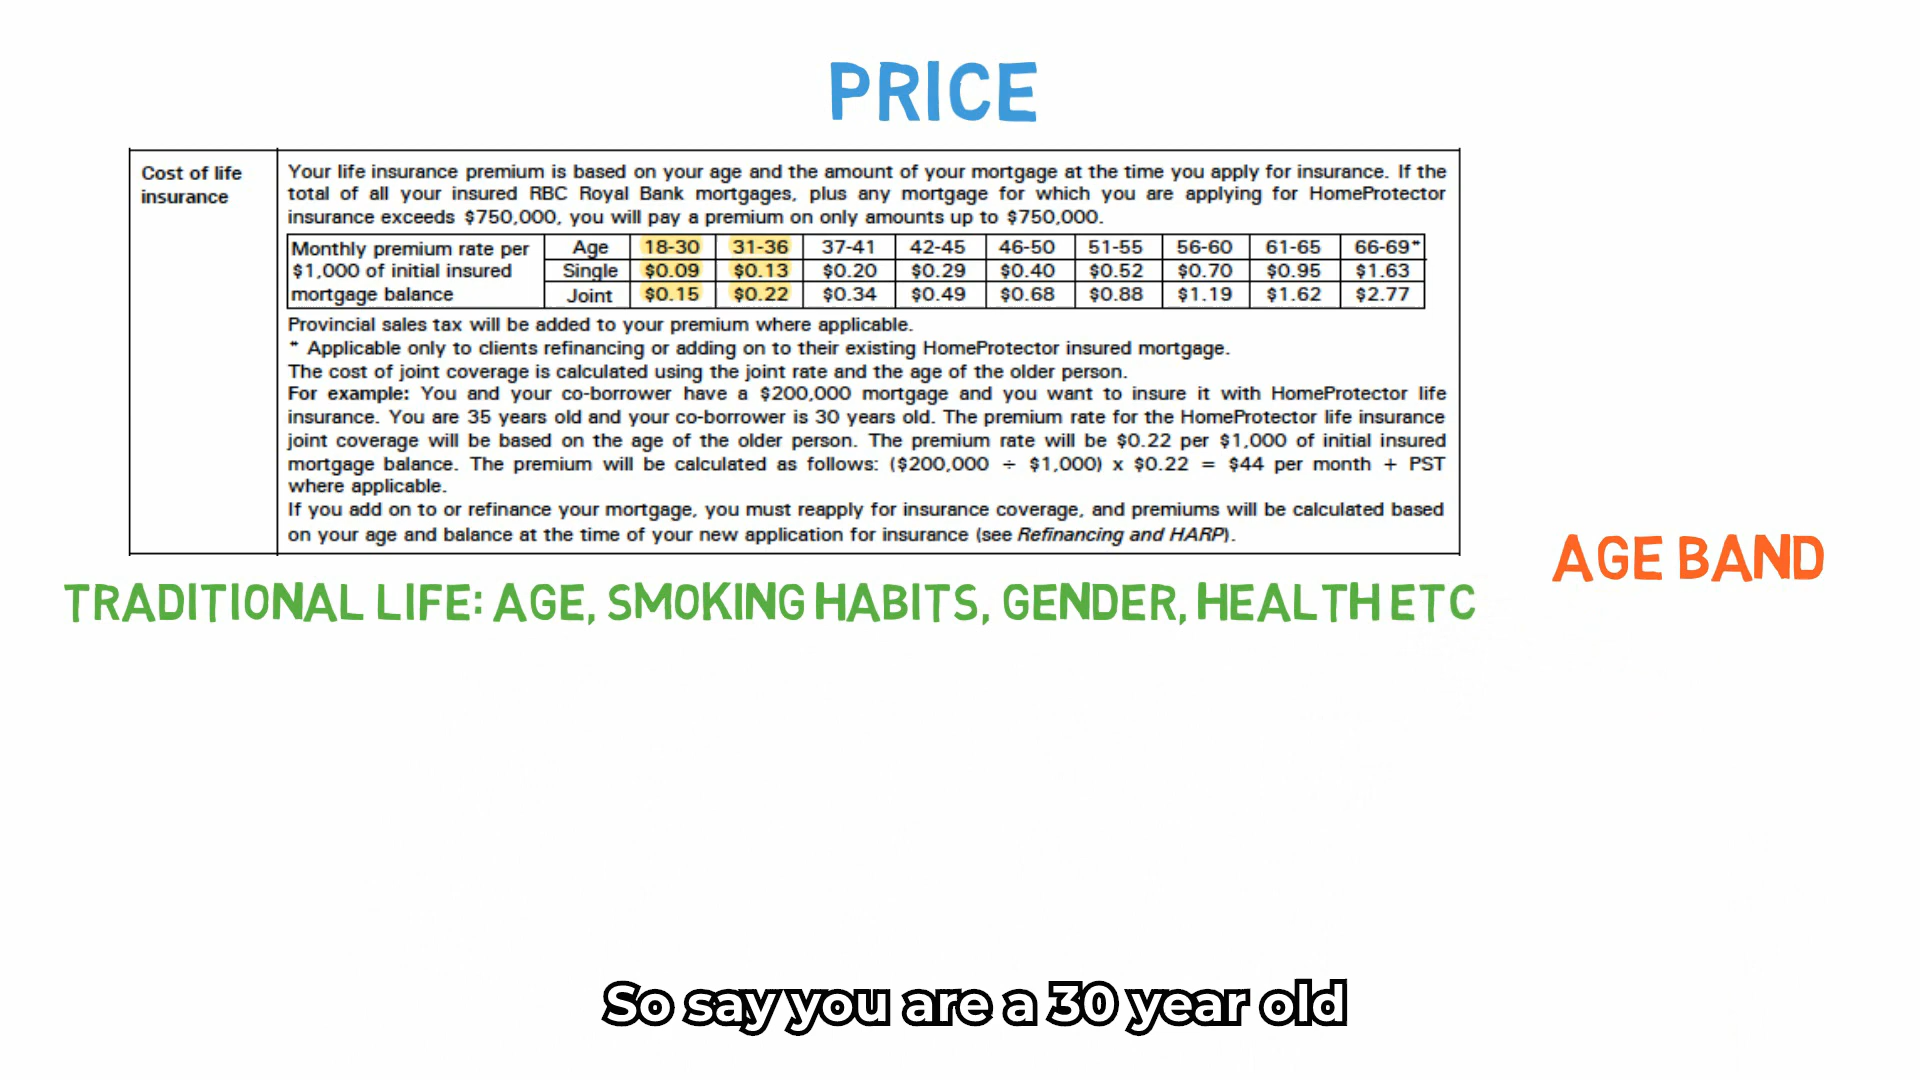 PRICE
Cost of life
insurance
Your life insurance premium is based on your age and the amount of your mortgage at the time you apply for insurance. If the
total of all your insured RBC Royal Bank mortgages, plus any mortgage for which you are applying for HomeProtector
insurance exceeds $750,000, you will pay a premium on only amounts up to $750,000.
Monthly premium rate per
$1,000 of initial insured
mortgage balance
Age 18-30 31-36 37-41 42-45 46-50 51-55 56-60 61-65 66-69*
Single $0.09 $0.13 $0.20 $0.29 $0.40 $0.52 $0.70 $0.95 $1.63
Joint $0.15 $0.22 $0.34 $0.49 $0.68 $0.88 $1.19 $1.62 $2.77
Provincial sales tax will be added to your premium where applicable.
* Applicable only to clients refinancing or adding on to their existing HomeProtector insured mortgage.
The cost of joint coverage is calculated using the joint rate and the age of the older person.
For example: You and your co-borrower have a $200,000 mortgage and you want to insure it with HomeProtector life
insurance. You are 35 years old and your co-borrower is 30 years old. The premium rate for the HomeProtector life insurance
joint coverage will be based on the age of the older person. The premium rate will be $0.22 per $1,000 of initial insured
mortgage balance. The premium will be calculated as follows: ($200,000 ÷ $1,000) x $0.22 = $44 per month + PST
where applicable.
If you add on to or refinance your mortgage, you must reapply for insurance coverage, and premiums will be calculated based
on your age and balance at the time of your new application for insurance (see Refinancing and HARP).
AGE BAND
TRADITIONAL LIFE: AGE, SMOKING HABITS, GENDER, HEALTH ETC
So say you are a 30 year old